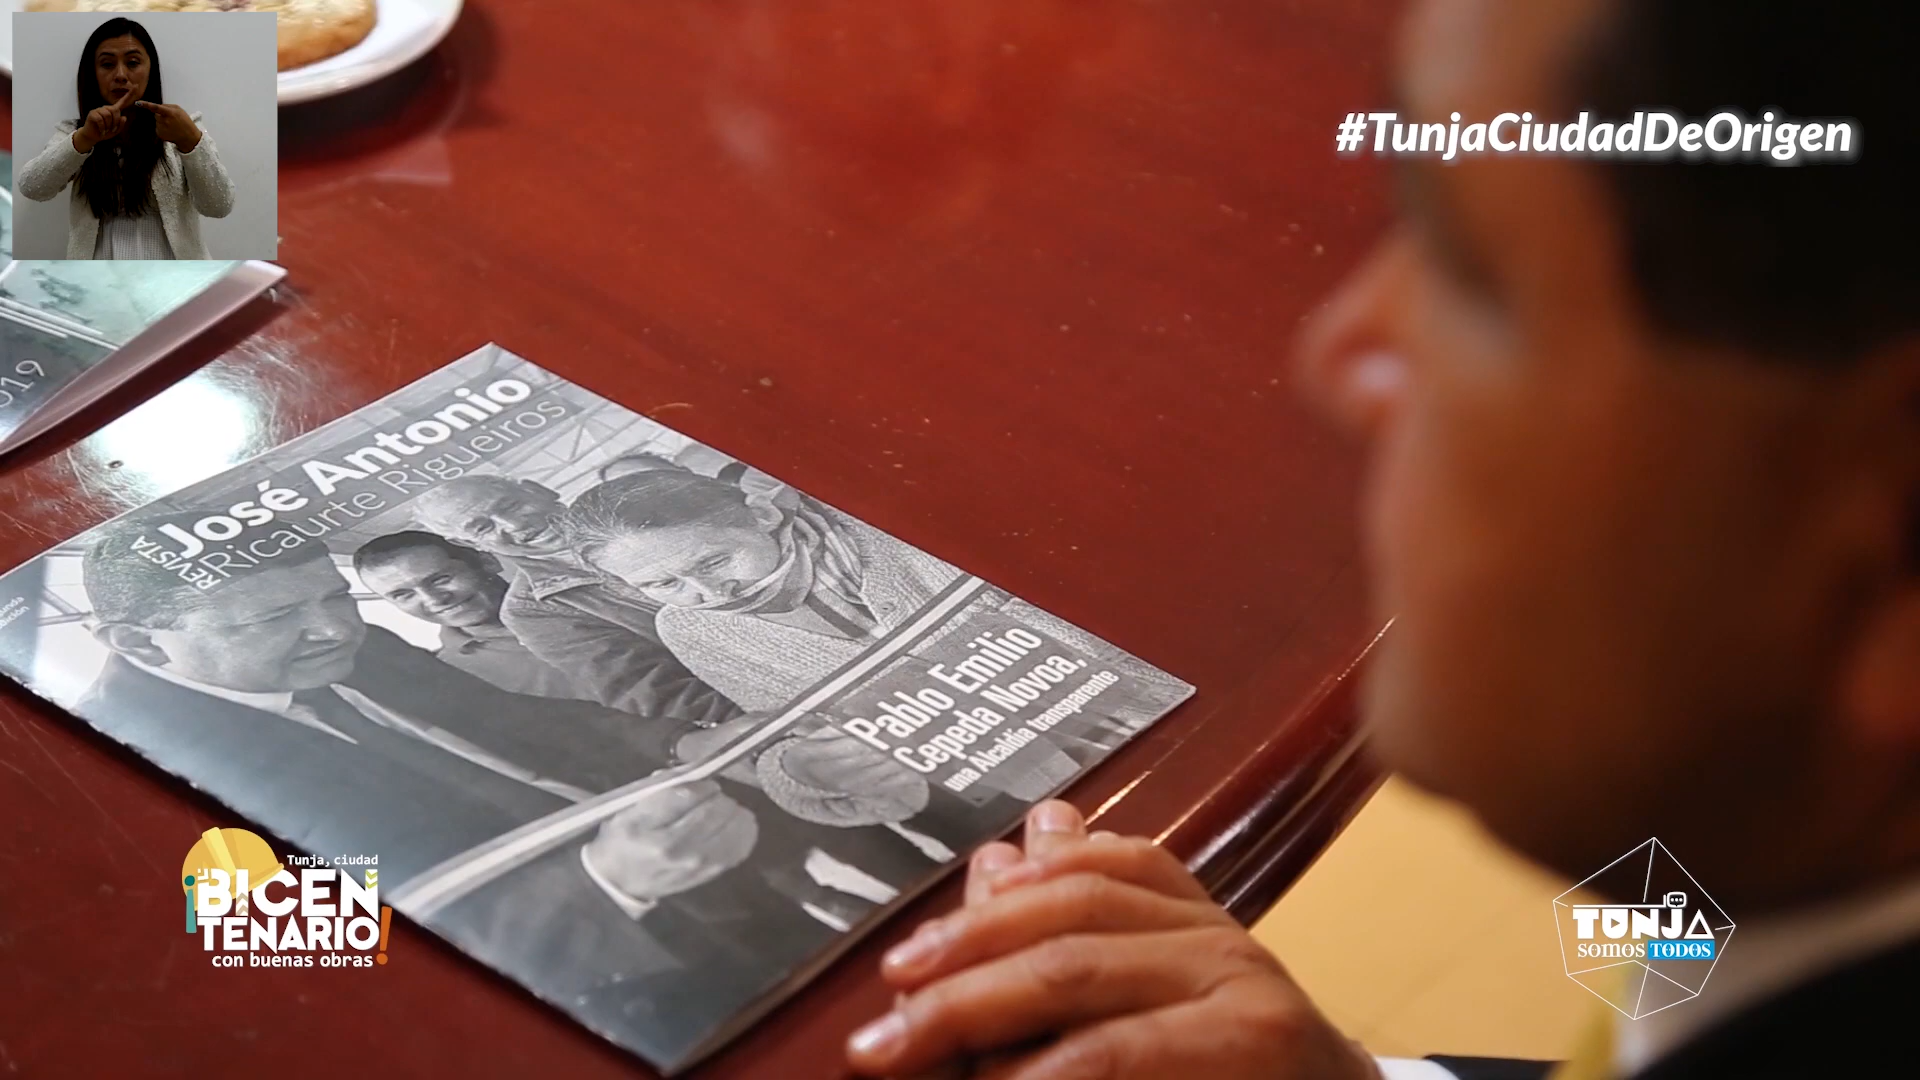 #TunjaCiudadDeOrigen
019
REVISTA
José Antonio
Ricaurte Rigueiros
Pablo Emilio
Cepeda Novoa,
una Alcaldía transparente
Tunja, ciudad
¡BICEN
TENARIO!
con buenas obras
TUNJA
SOMOS TODOS